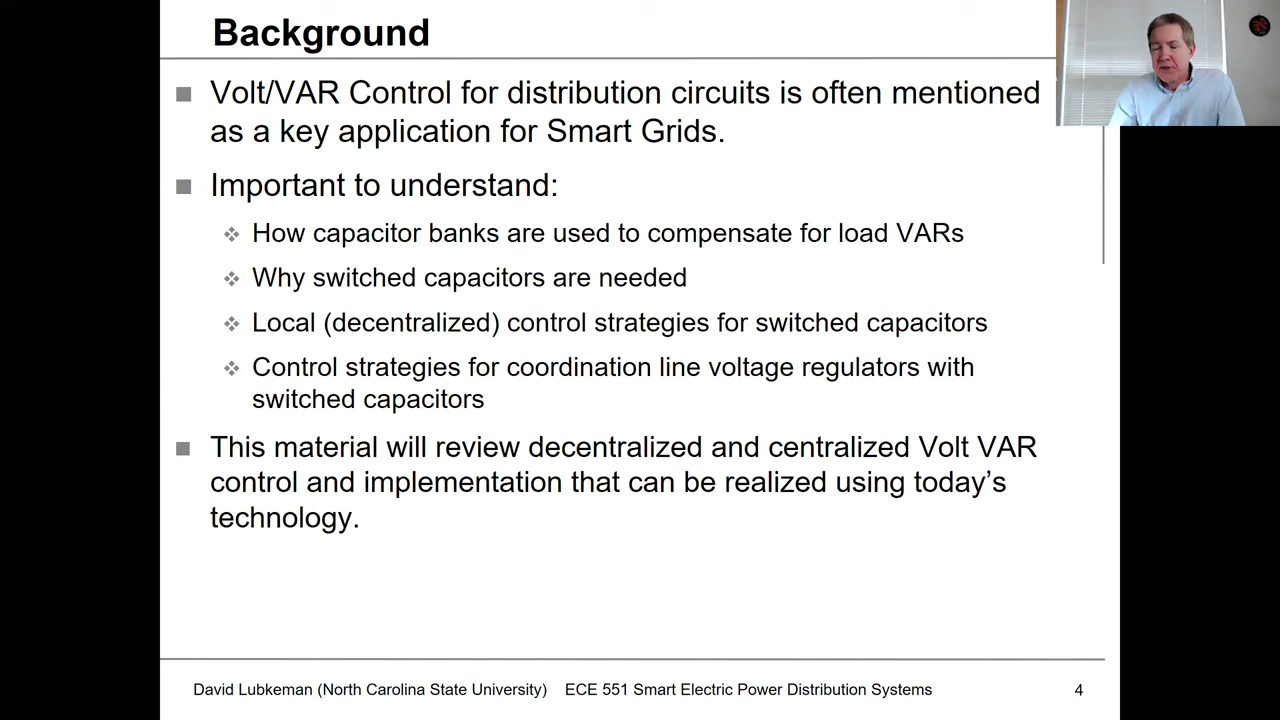 Background
Volt/VAR Control for distribution circuits is often mentioned
as a key application for Smart Grids.
Important to understand:
How capacitor banks are used to compensate for load VARs
Why switched capacitors are needed
Local (decentralized) control strategies for switched capacitors
Control strategies for coordination line voltage regulators with
switched capacitors
This material will review decentralized and centralized Volt VAR
control and implementation that can be realized using today’s
technology.
David Lubkeman (North Carolina State University) ECE 551 Smart Electric Power Distribution Systems 4